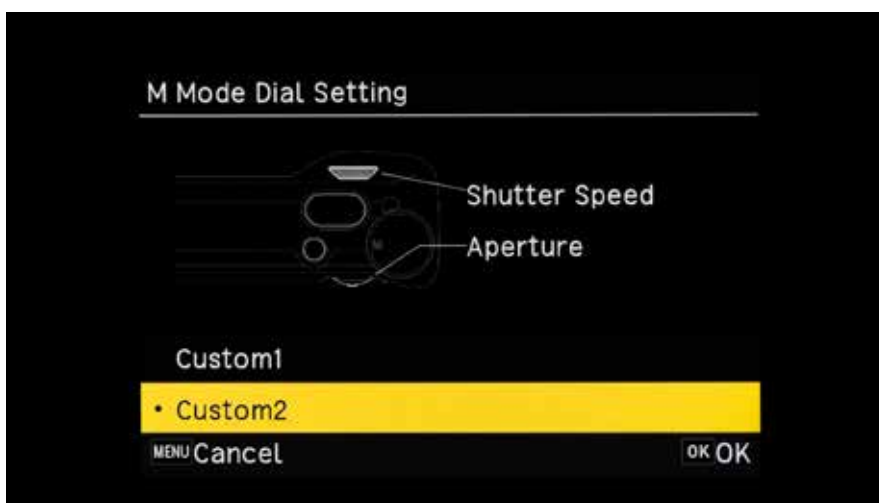 M Mode Dial Setting
Shutter Speed
M
Aperture
Custom1
• Custom2
MENU Cancel
OK OK